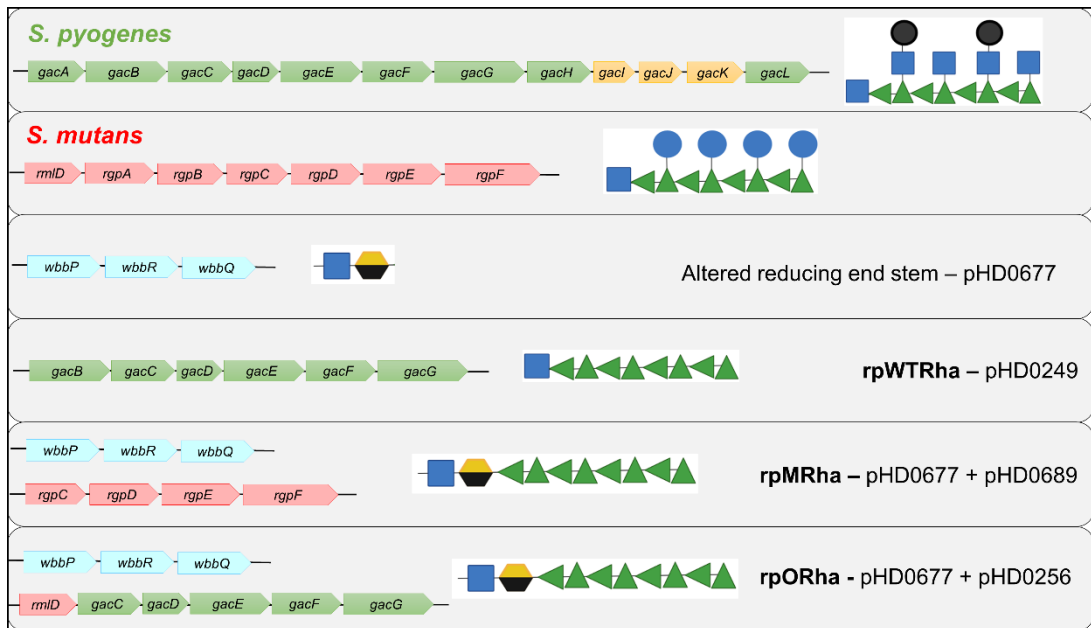 S. pyogenes
gacA gacB gacC gacD gacE gacF gacG gacH gacI gacJ gacK gacL
S. mutans
rmlD rgpA rgpB rgpC rgpD rgpE rgpF
wbbP wbbR wbbQ
Altered reducing end stem – pHD0677
gacB gacC gacD gacE gacF gacG
rpWTRha – pHD0249
wbbP wbbR wbbQ
rgpC rgpD rgpE rgpF
rpMRha – pHD0677 + pHD0689
wbbP wbbR wbbQ
rmlD gacC gacD gacE gacF gacG
rpORha - pHD0677 + pHD0256